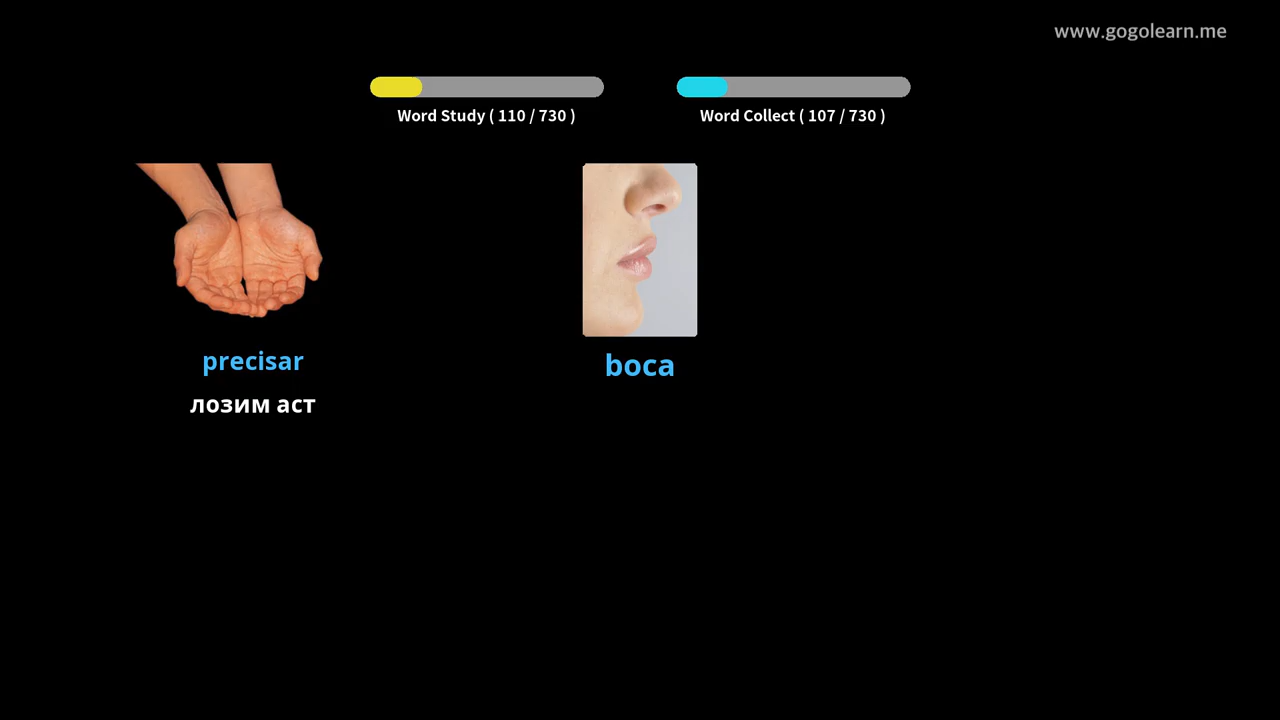 www.gogolearn.me
Word Study ( 110 / 730 )
Word Collect ( 107 / 730 )
precisar
лозим аст
boca